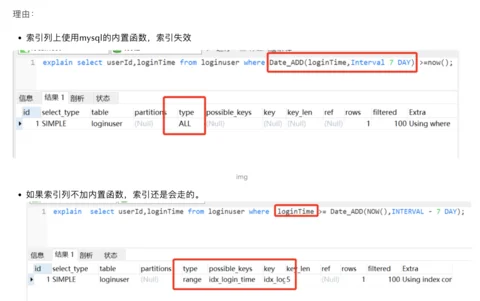 理由：
• 索引列上使用mysql的内置函数，索引失效
1 explain select userId,loginTime from loginuser where Date_ADD(loginTime,Interval 7 DAY) >=now();
信息 结果 1 剖析 状态
id select_type table partitions type possible_keys key key_len ref rows filtered Extra
1 SIMPLE loginuser (Null) ALL (Null) (Null) (Null) (Null) 1 100 Using where
img
• 如果索引列不加内置函数，索引还是会走的。
1 explain select userId,loginTime from loginuser where loginTime >= Date_ADD(NOW(),INTERVAL - 7 DAY);
信息 结果 1 剖析 状态
id select_type table partitions type possible_keys key key_len ref rows filtered Extra
1 SIMPLE loginuser (Null) range idx_login_time idx_log 5 (Null) 1 100 Using index cor